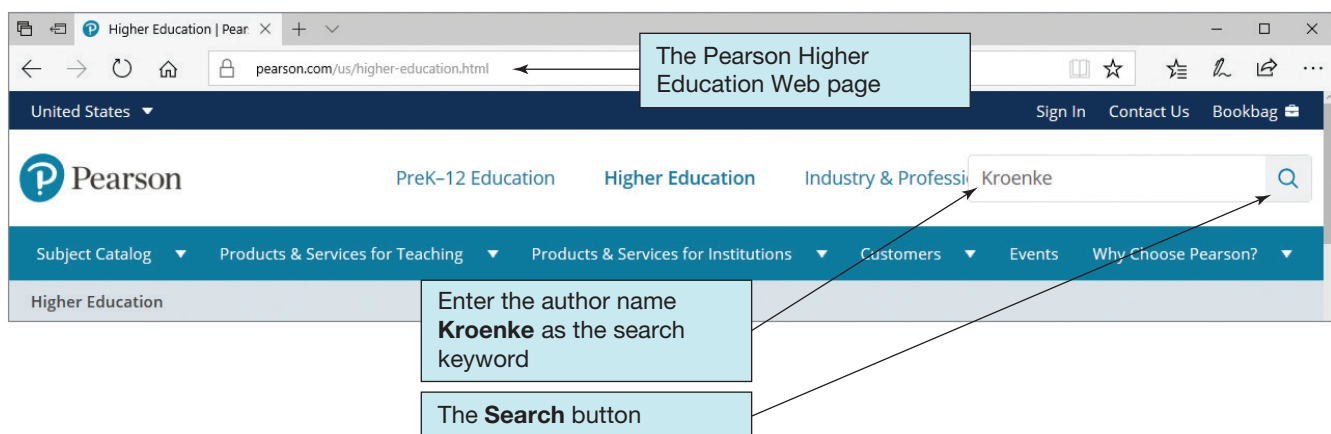 Higher Education | Pear
pearson.com/us/higher-education.html
The Pearson Higher
Education Web page
United States
Sign In Contact Us Bookbag
Pearson
PreK–12 Education Higher Education Industry & Professi
Kroenke
Subject Catalog Products & Services for Teaching Products & Services for Institutions Customers Events Why Choose Pearson?
Higher Education
Enter the author name
Kroenke as the search
keyword
The Search button